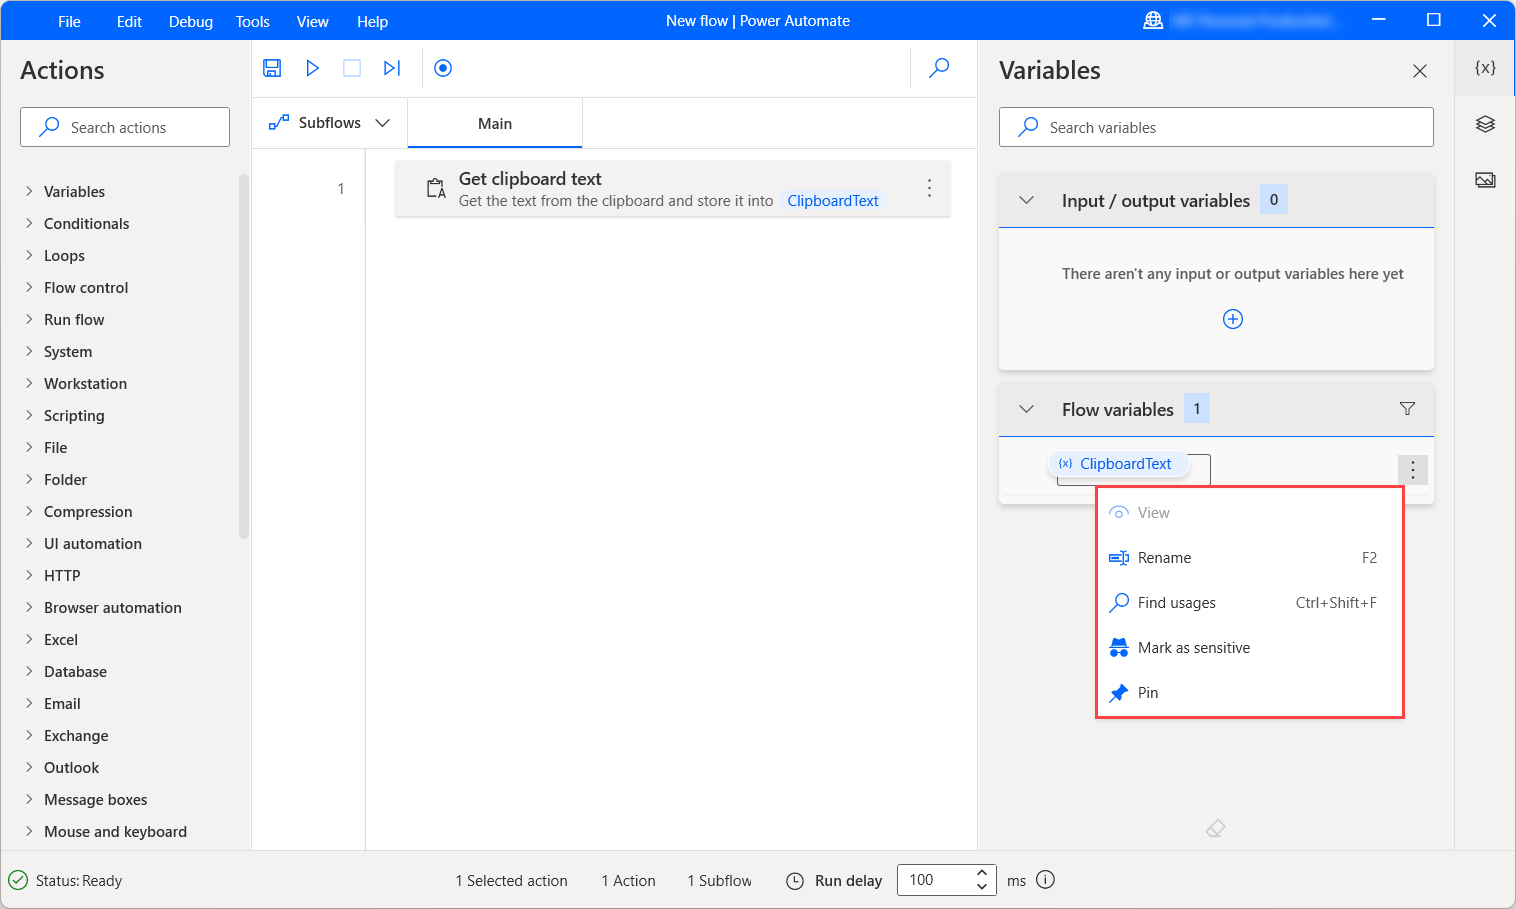 File Edit Debug Tools View Help New flow | Power Automate
Actions
Search actions
Variables
Conditionals
Loops
Flow control
Run flow
System
Workstation
Scripting
File
Folder
Compression
UI automation
HTTP
Browser automation
Excel
Database
Email
Exchange
Outlook
Message boxes
Mouse and keyboard
Subflows Main
1
Get clipboard text
Get the text from the clipboard and store it into ClipboardText
Variables
{x}
Search variables
Input / output variables 0
There aren't any input or output variables here yet
Flow variables 1
{x} ClipboardText
View
Rename F2
Find usages Ctrl+Shift+F
Mark as sensitive
Pin
Status: Ready 1 Selected action 1 Action 1 Subflow Run delay 100 ms